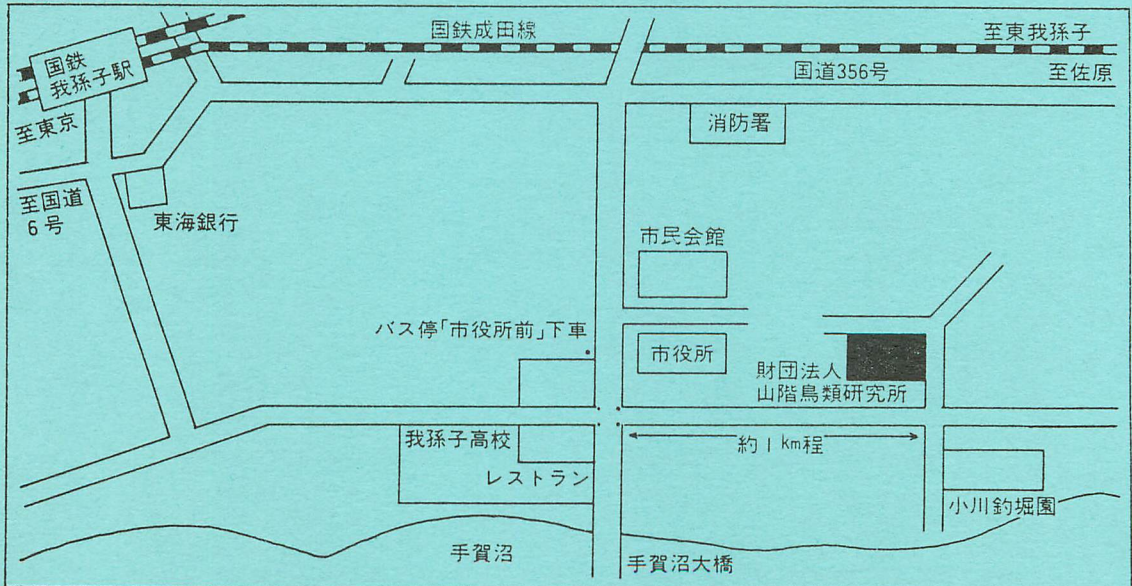 国鉄成田線
至東我孫子
国鉄
我孫子駅
国道356号
至佐原
至東京
消防署
至国道
6号
東海銀行
市民会館
バス停「市役所前」下車
市役所
財団法人
山階鳥類研究所
我孫子高校
約1km程
レストラン
小川釣堀園
手賀沼
手賀沼大橋